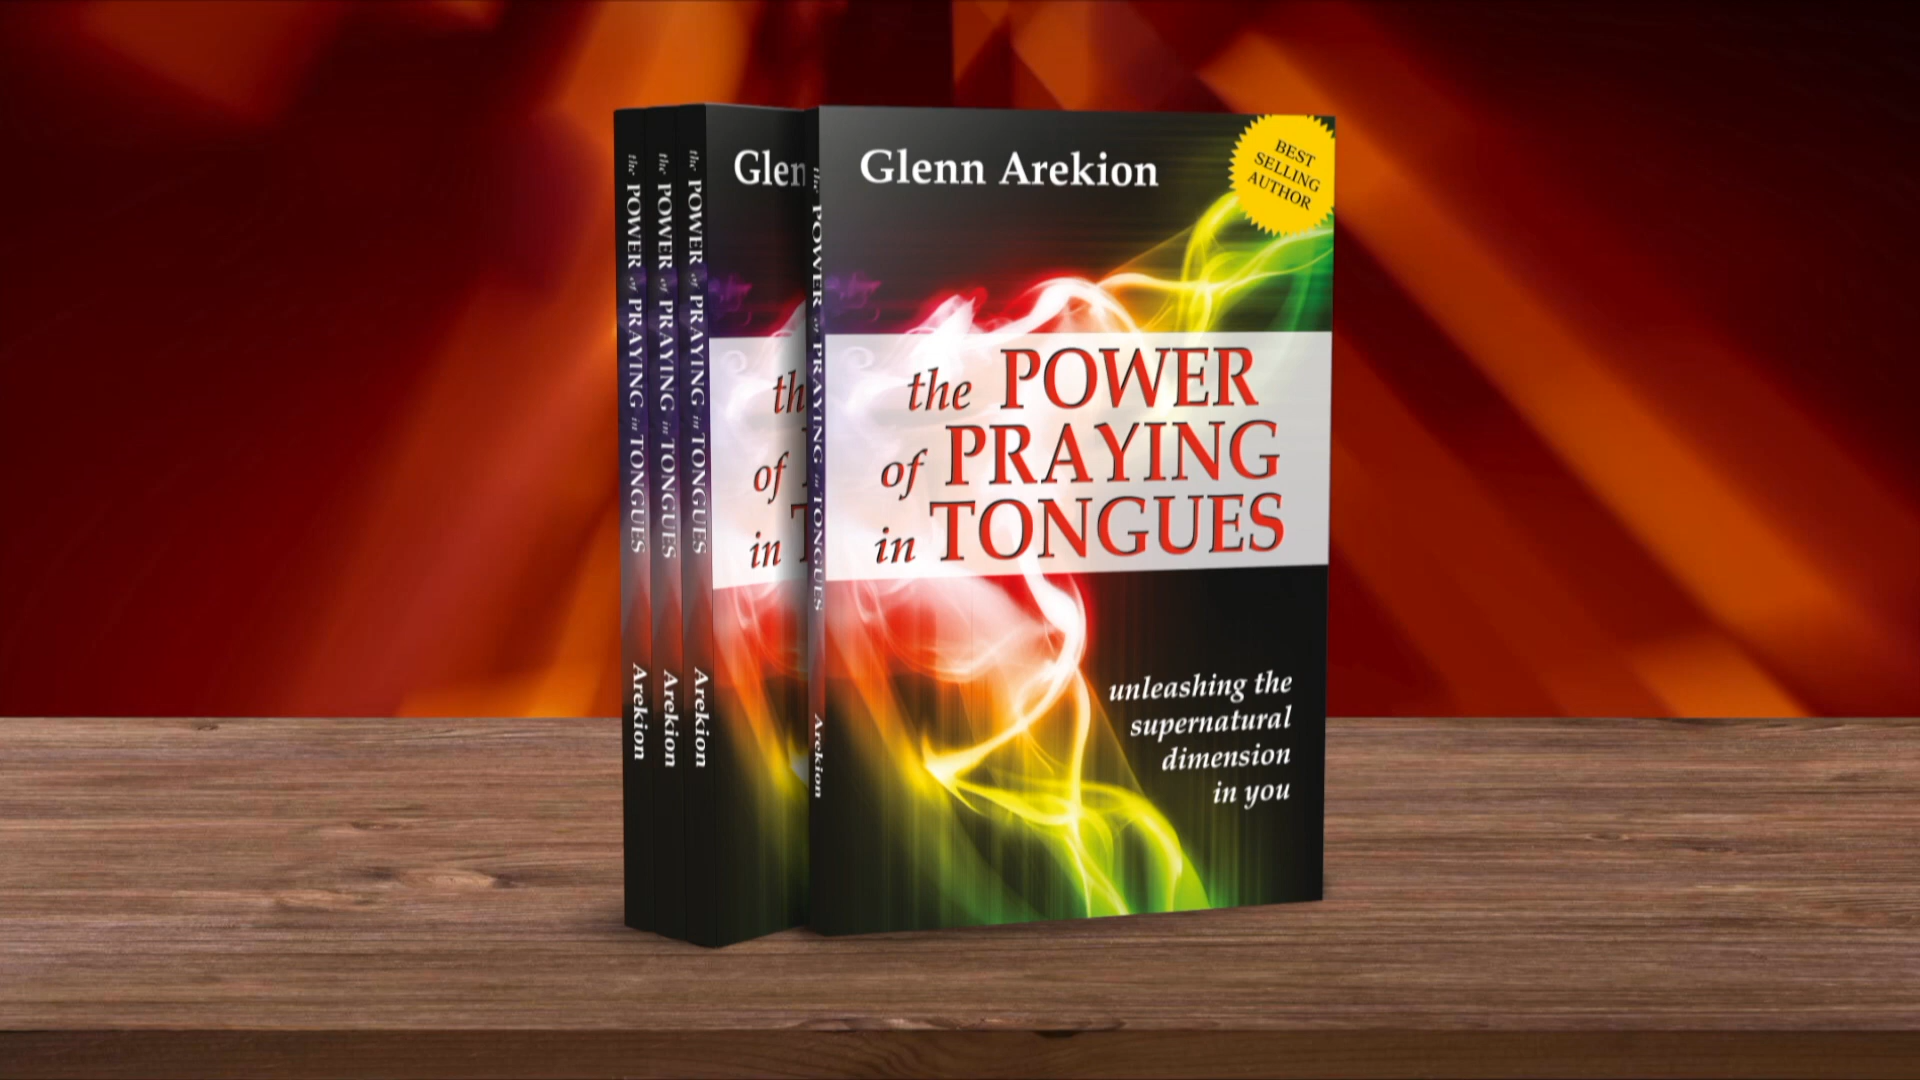 the POWER of PRAYING in TONGUES Arekion
the POWER of PRAYING in TONGUES Arekion
the POWER of PRAYING in TONGUES Arekion
Glen
th
of
in
the POWER of PRAYING in TONGUES Arekion
Glenn Arekion
BEST
SELLING
AUTHOR
the POWER
of PRAYING
in TONGUES
unleashing the
supernatural
dimension
in you